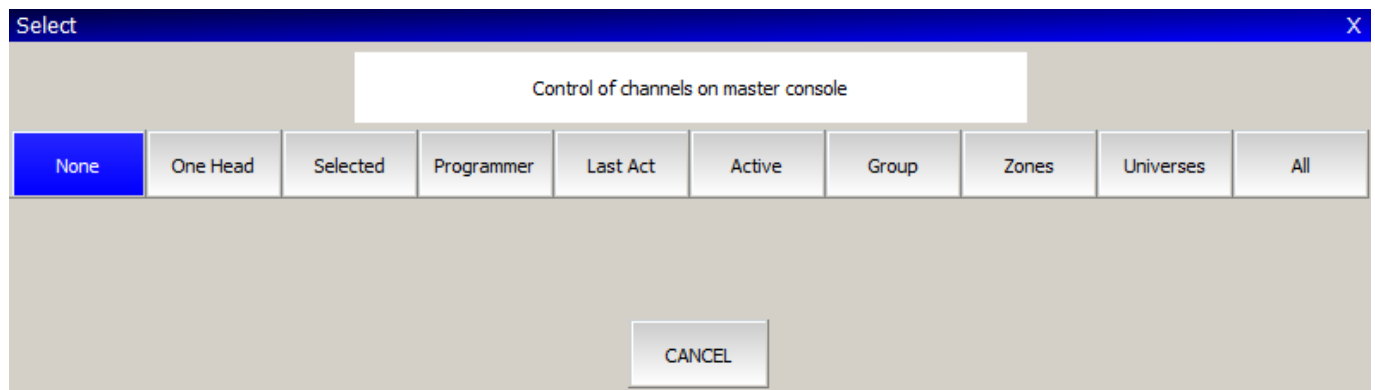 Select X
Control of channels on master console
None One Head Selected Programmer Last Act Active Group Zones Universes All
CANCEL